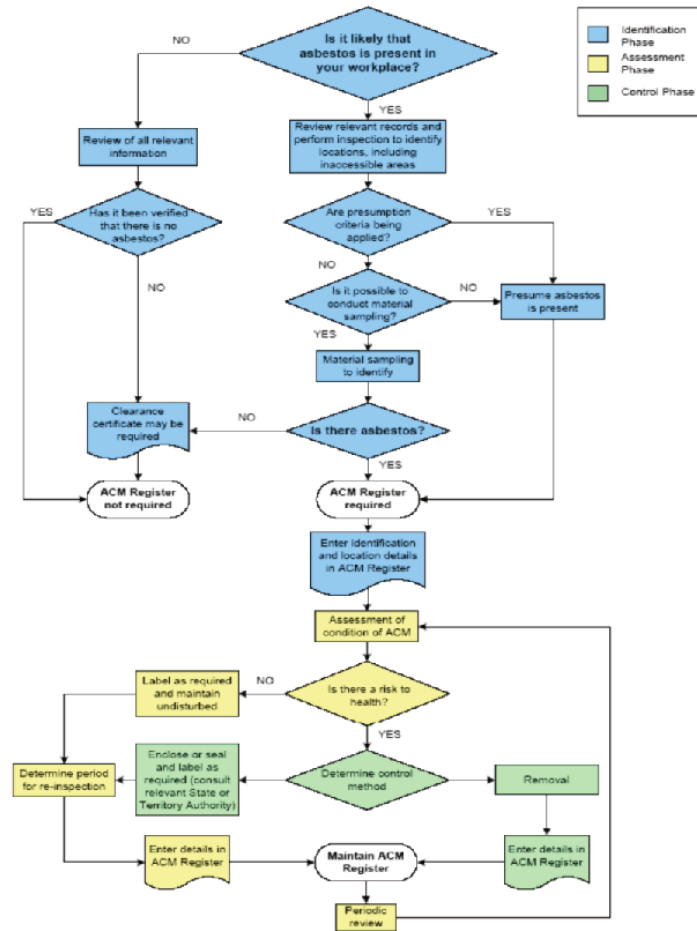 Is it likely that
asbestos is present in
your workplace?
NO
YES
Identification
Phase
Assessment
Phase
Control Phase
Review of all relevant
information
Review relevant records and
perform inspection to identify
locations, including
inaccessible areas
YES
Has it been verified
that there is no
asbestos?
NO
Are presumption
criteria being
applied?
YES
NO
Is it possible to
conduct material
sampling?
NO
Presume asbestos
is present
YES
Material sampling
to identify
Clearance
certificate may be
required
NO
Is there asbestos?
YES
ACM Register
not required
ACM Register
required
Enter identification
and location details
in ACM Register
Assessment of
condition of ACM
Label as required
and maintain
undisturbed
NO
Is there a risk to
health?
YES
Determine period
for re-inspection
Enclose or seal
and label as
required (consult
relevant State or
Territory Authority)
Determine control
method
Removal
Enter details in
ACM Register
Maintain ACM
Register
Enter details in
ACM Register
Periodic
review